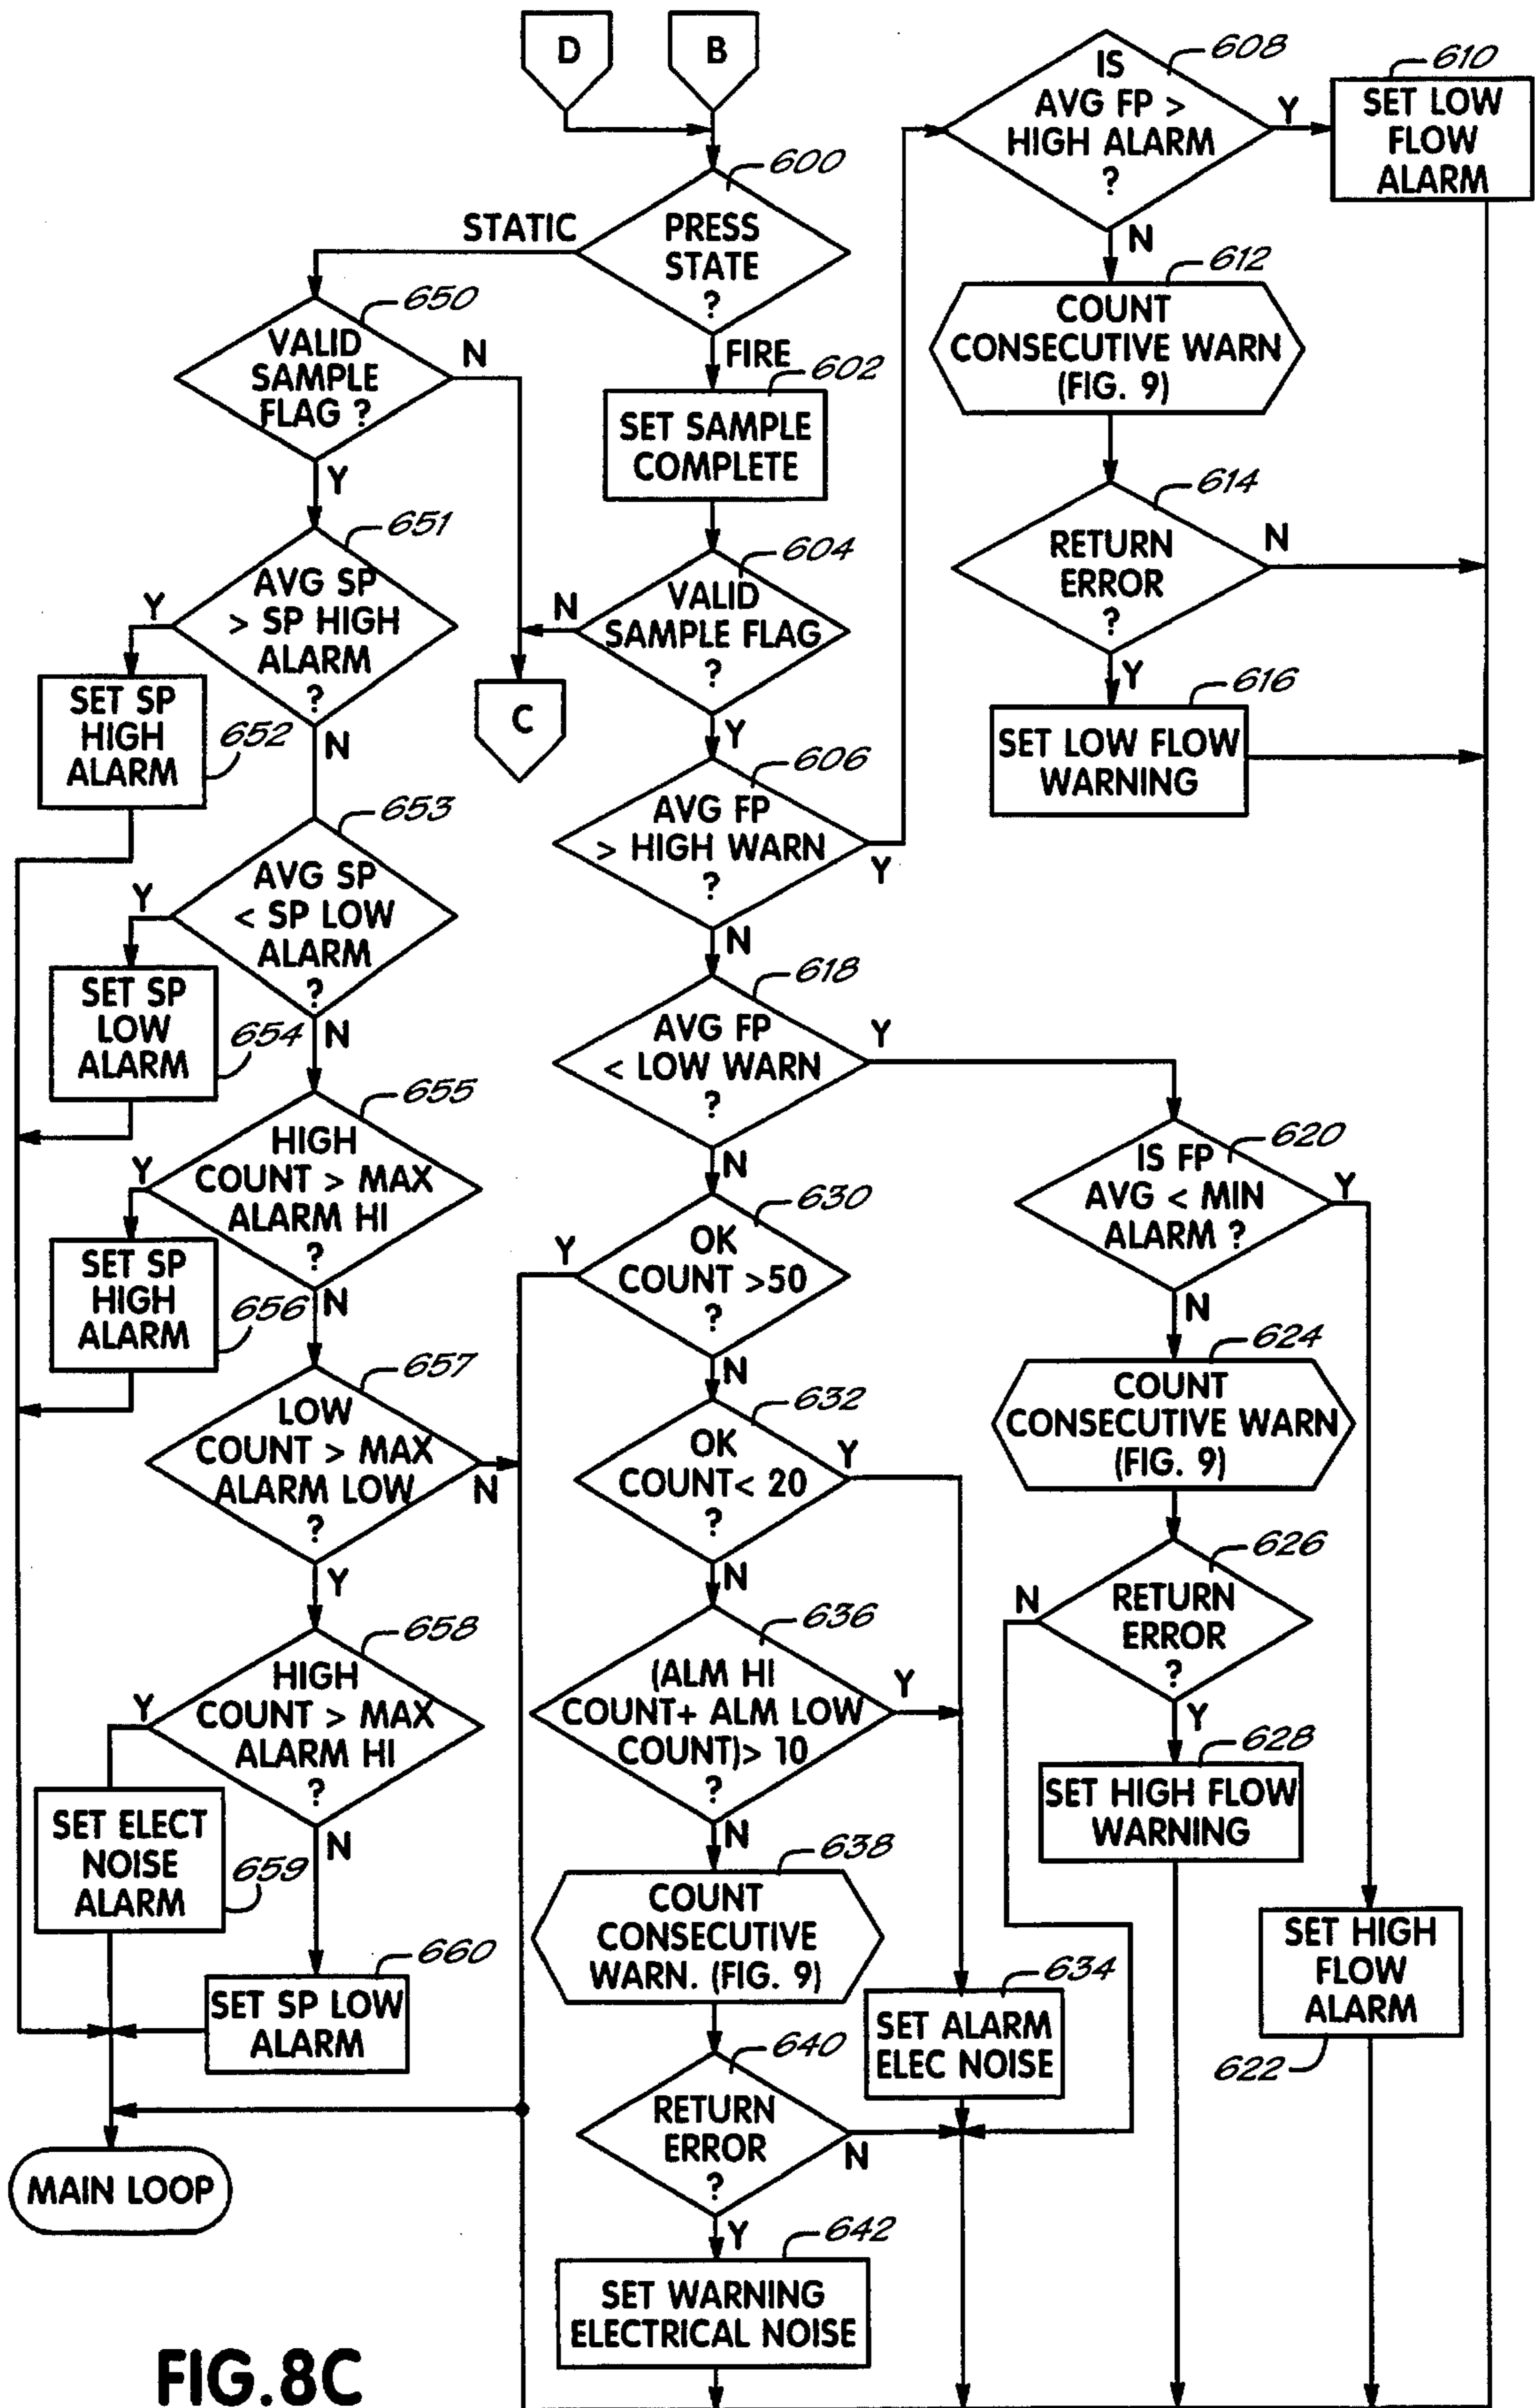 D
B
600
PRESS
STATE
?
STATIC
FIRE
650
VALID
SAMPLE
FLAG ?
N
Y
651
AVG SP
> SP HIGH
ALARM
?
Y
N
SET SP
HIGH
ALARM
652
653
AVG SP
< SP LOW
ALARM
?
Y
N
SET SP
LOW
ALARM
654
655
HIGH
COUNT > MAX
ALARM HI
?
Y
N
SET SP
HIGH
ALARM
656
657
LOW
COUNT > MAX
ALARM LOW
?
N
Y
658
HIGH
COUNT > MAX
ALARM HI
?
Y
N
SET ELECT
NOISE
ALARM
659
660
SET SP LOW
ALARM
MAIN LOOP
602
SET SAMPLE
COMPLETE
604
VALID
SAMPLE FLAG
?
N
Y
C
606
AVG FP
> HIGH WARN
?
Y
N
618
AVG FP
< LOW WARN
?
Y
N
630
OK
COUNT >50
?
Y
N
632
OK
COUNT< 20
?
Y
N
636
(ALM HI
COUNT+ ALM LOW
COUNT)> 10
?
Y
N
638
COUNT
CONSECUTIVE
WARN. (FIG. 9)
634
SET ALARM
ELEC NOISE
640
RETURN
ERROR
?
N
Y
642
SET WARNING
ELECTRICAL NOISE
608
IS
AVG FP >
HIGH ALARM
?
Y
N
610
SET LOW
FLOW
ALARM
612
COUNT
CONSECUTIVE WARN
(FIG. 9)
614
RETURN
ERROR
?
N
Y
616
SET LOW FLOW
WARNING
620
IS FP
AVG < MIN
ALARM ?
Y
N
624
COUNT
CONSECUTIVE WARN
(FIG. 9)
626
RETURN
ERROR
?
N
Y
628
SET HIGH FLOW
WARNING
SET HIGH
FLOW
ALARM
622
FIG.8C